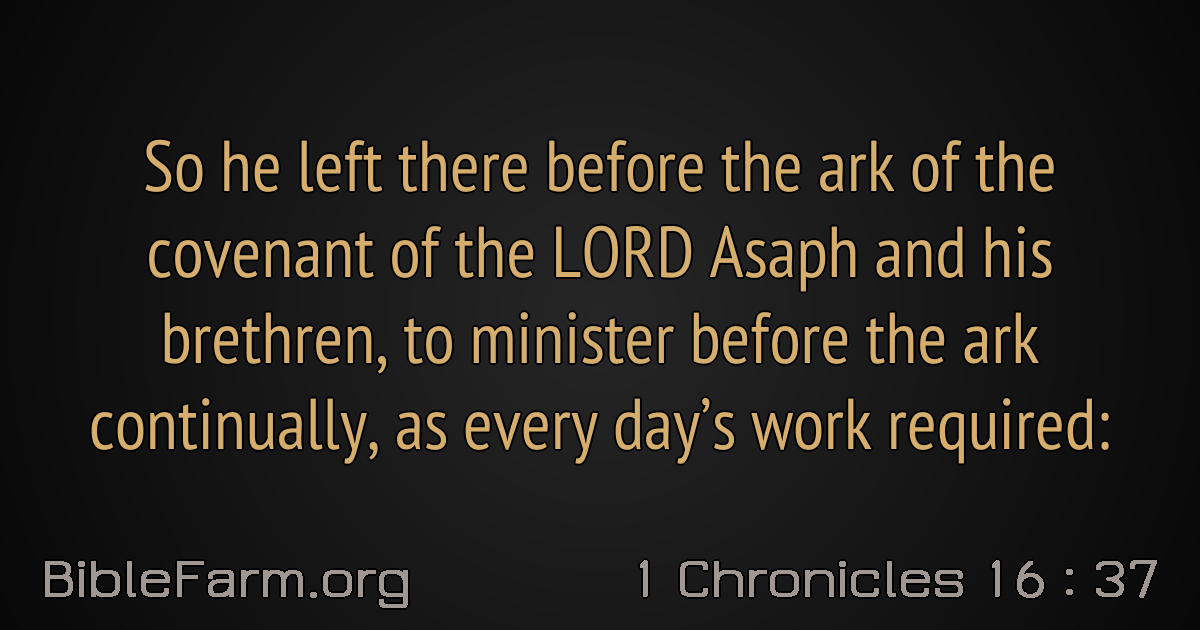 So he left there before the ark of the
covenant of the LORD Asaph and his
brethren, to minister before the ark
continually, as every day’s work required:
BibleFarm.org
1 Chronicles 16 : 37